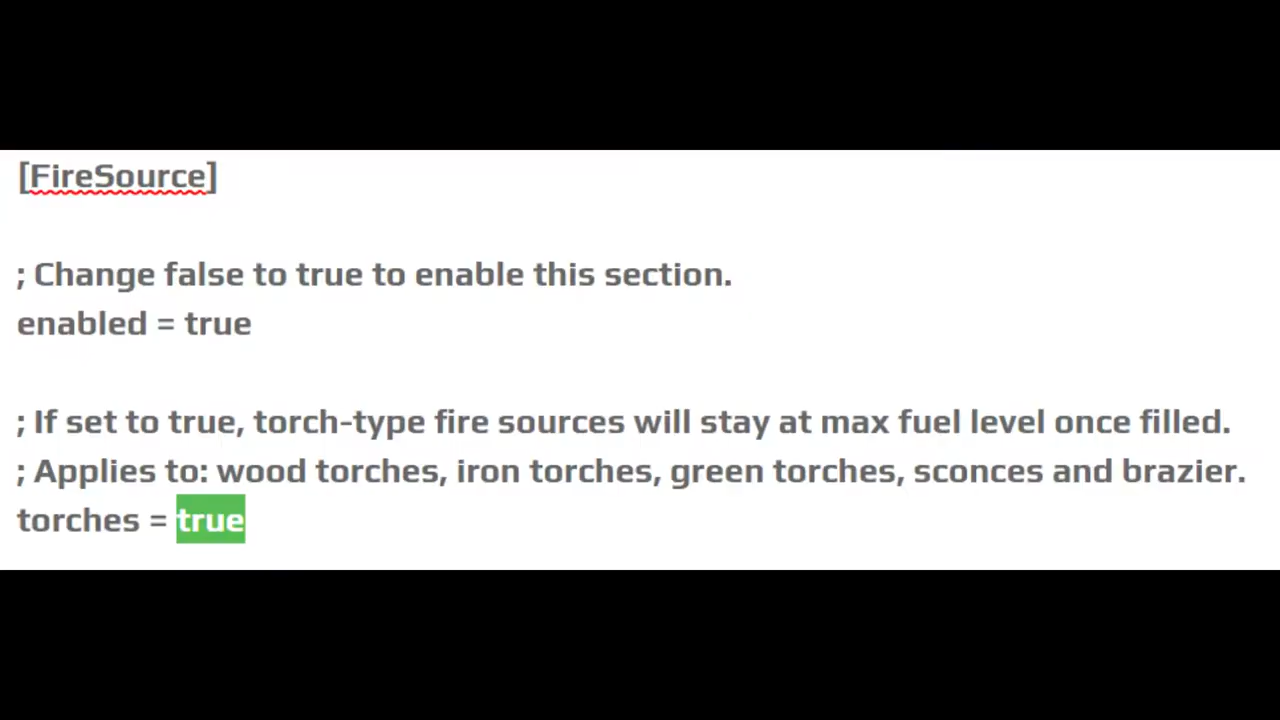 [FireSource]
; Change false to true to enable this section.
enabled = true
; If set to true, torch-type fire sources will stay at max fuel level once filled.
; Applies to: wood torches, iron torches, green torches, sconces and brazier.
torches = true